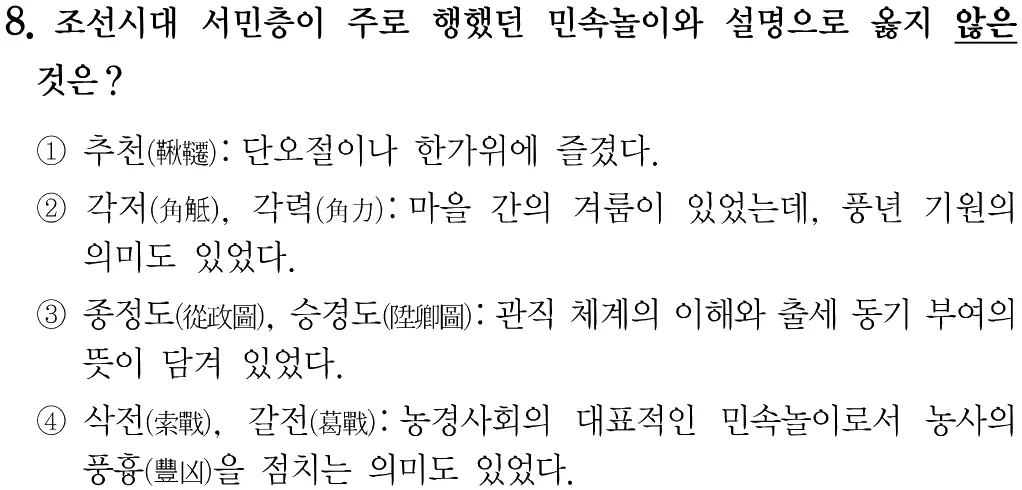 8. 조선시대 서민층이 주로 행했던 민속놀이와 설명으로 옳지 않은
것은?
① 추천(鞦韆): 단오절이나 한가위에 즐겼다.
② 각저(角觝), 각력(角力): 마을 간의 겨룸이 있었는데, 풍년 기원의
의미도 있었다.
③ 종정도(從政圖), 승경도(陞卿圖): 관직 체계의 이해와 출세 동기 부여의
뜻이 담겨 있었다.
④ 삭전(索戰), 갈전(葛戰): 농경사회의 대표적인 민속놀이로서 농사의
풍흉(豐凶)을 점치는 의미도 있었다.